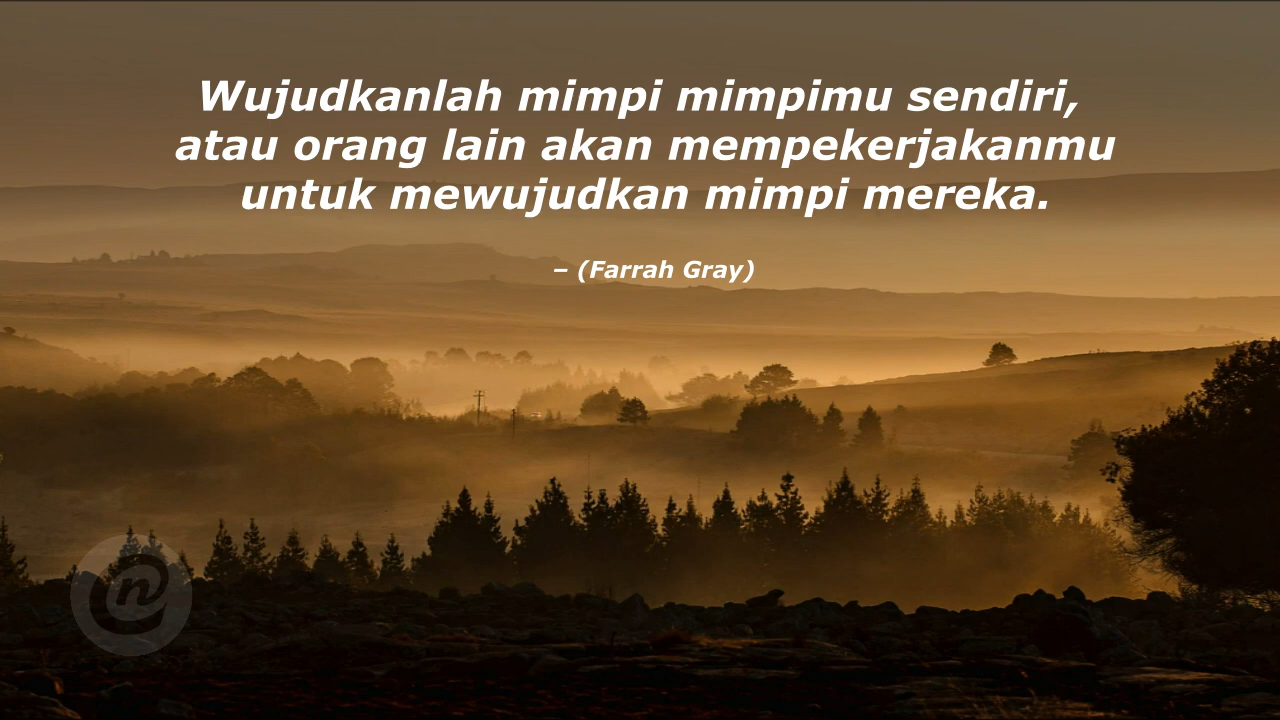 Wujudkanlah mimpi mimpimu sendiri,
atau orang lain akan mempekerjakanmu
untuk mewujudkan mimpi mereka.
– (Farrah Gray)
n